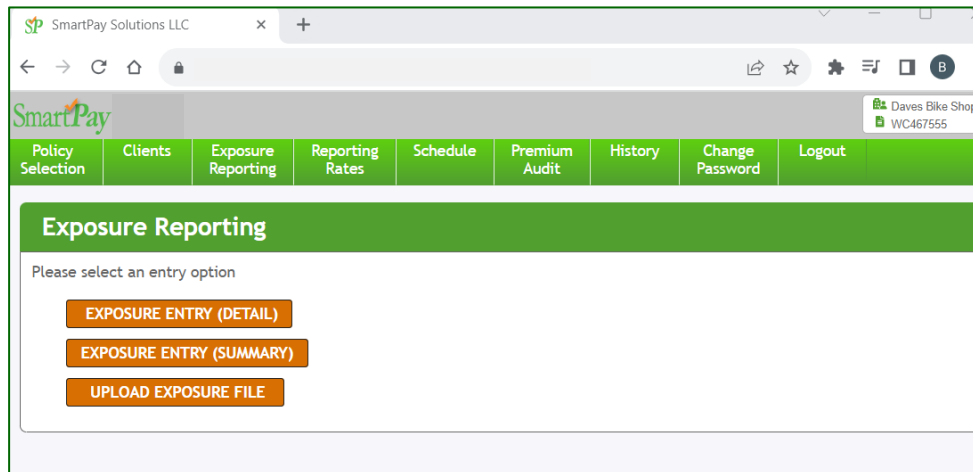 SP SmartPay Solutions LLC
B
SmartPay
Daves Bike Shop
WC467555
Policy Selection
Clients
Exposure Reporting
Reporting Rates
Schedule
Premium Audit
History
Change Password
Logout
Exposure Reporting
Please select an entry option
EXPOSURE ENTRY (DETAIL)
EXPOSURE ENTRY (SUMMARY)
UPLOAD EXPOSURE FILE